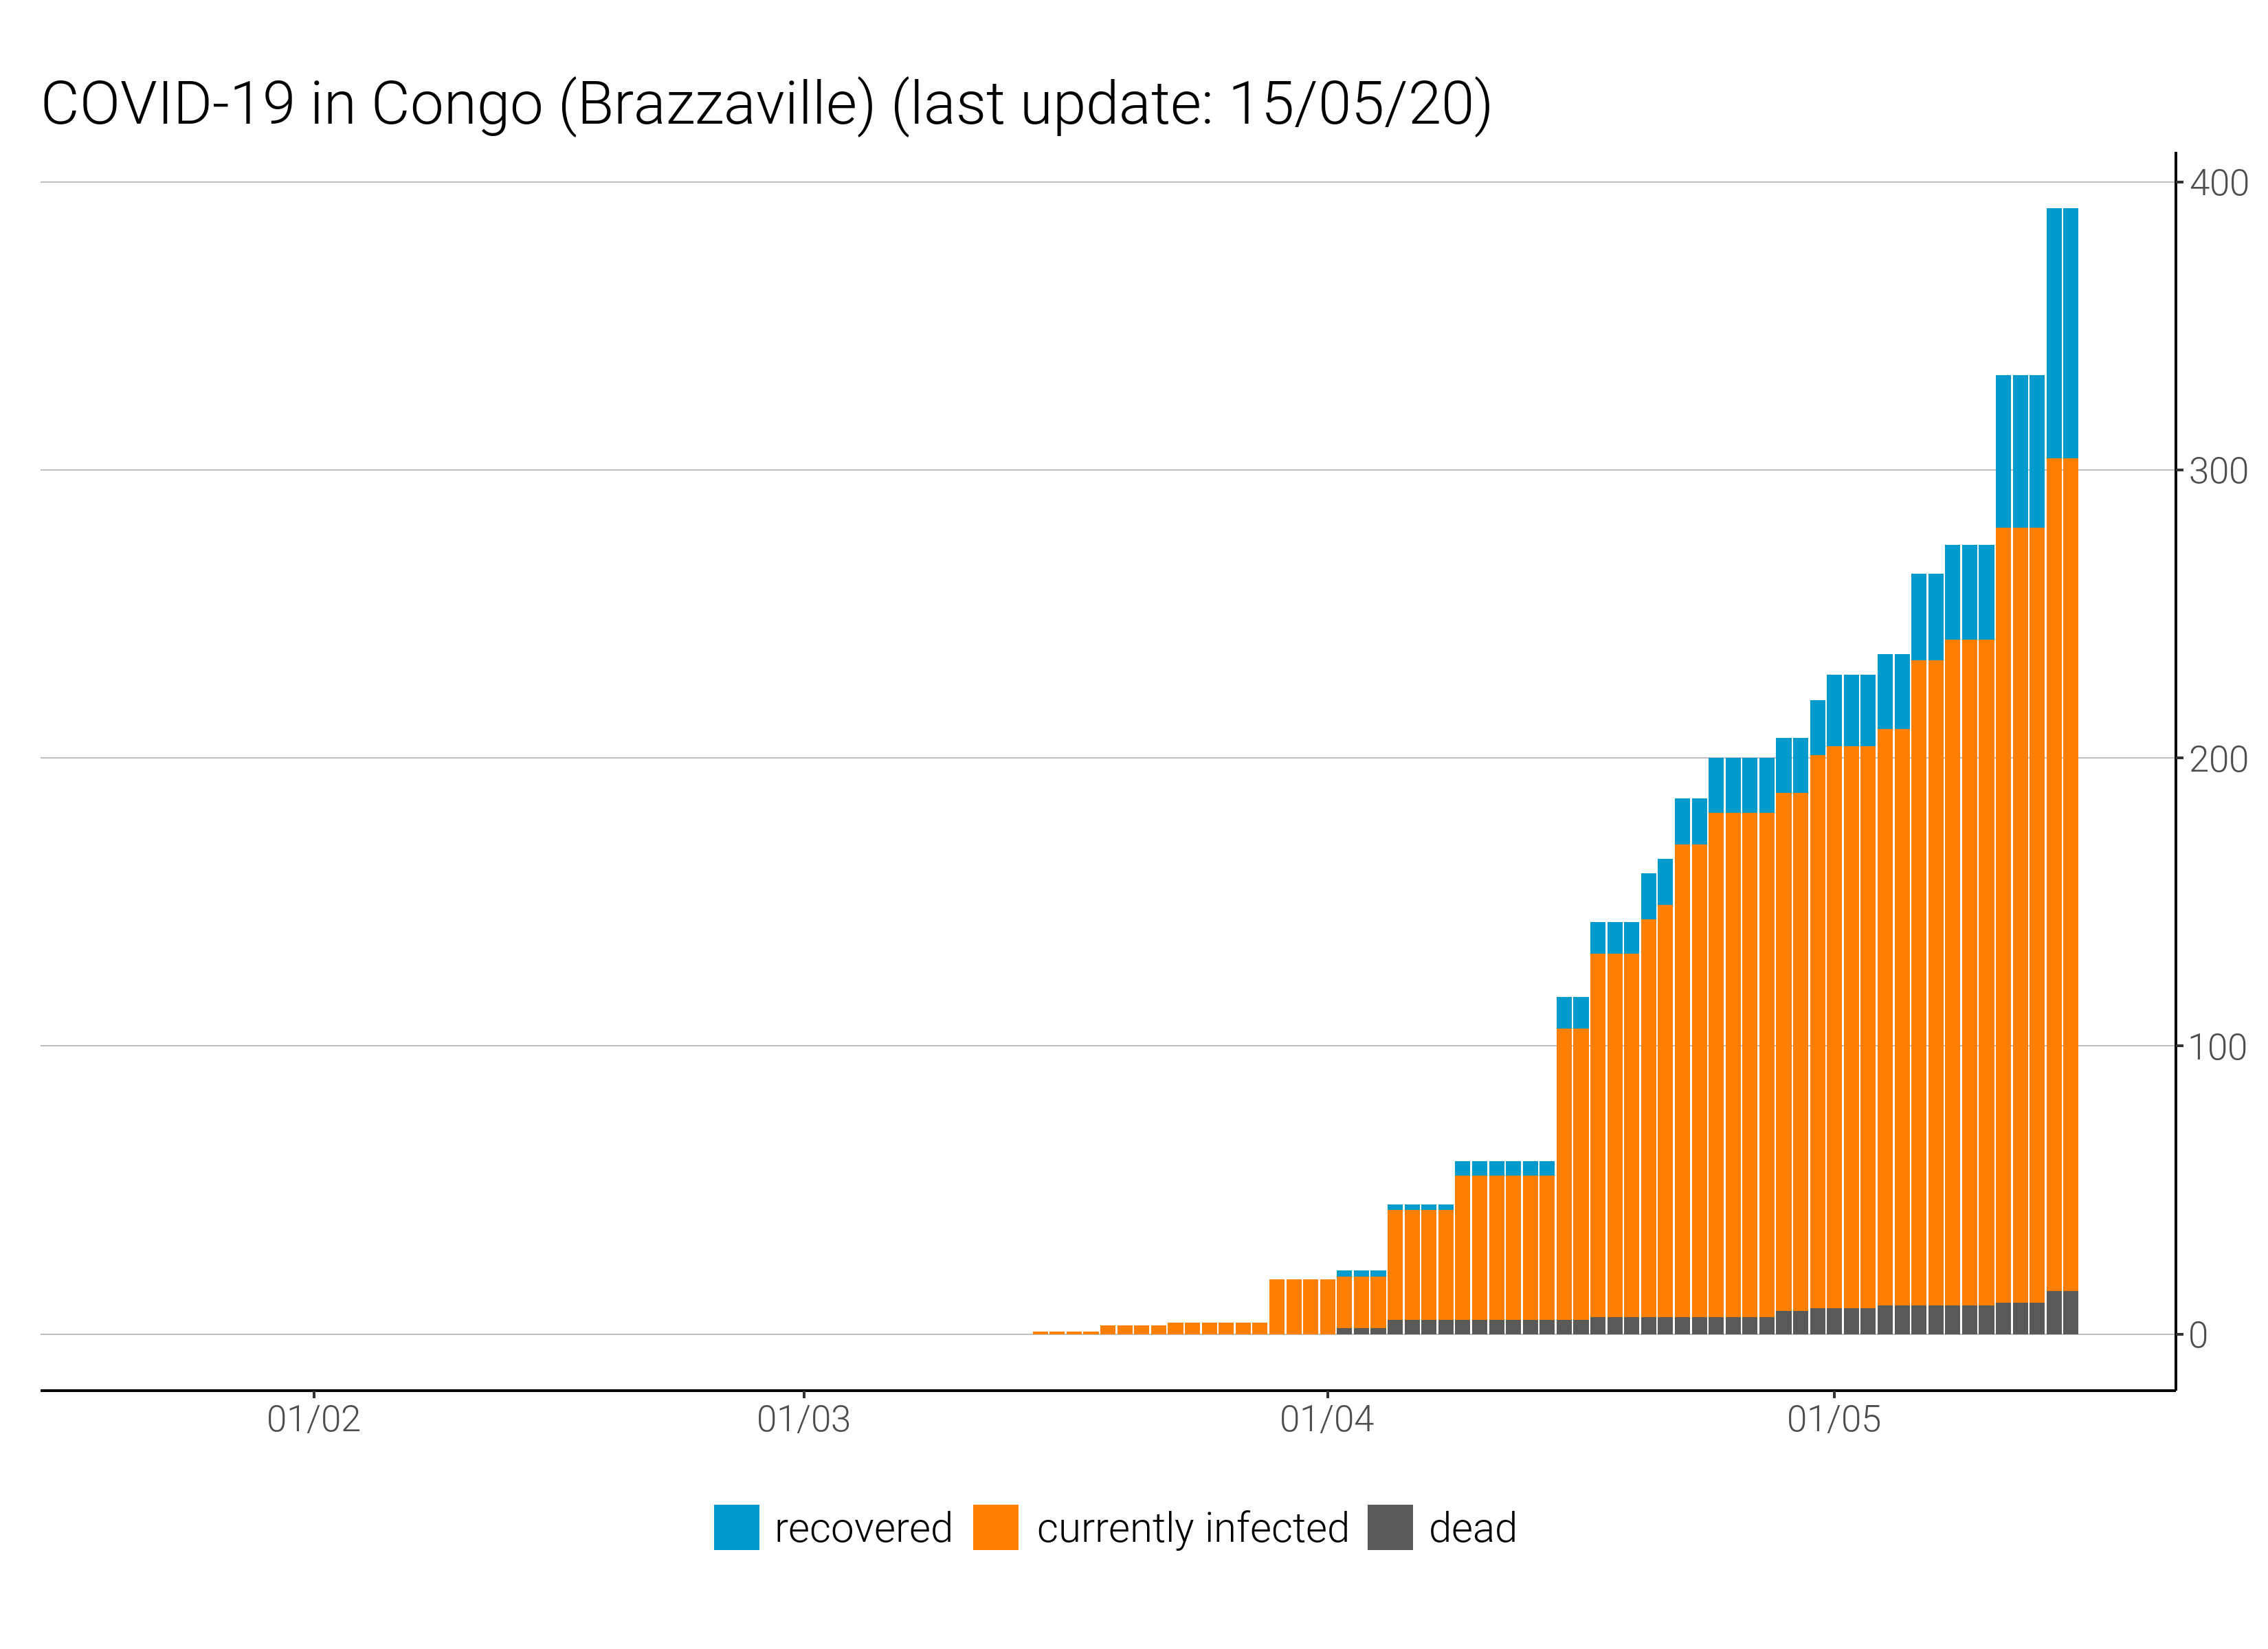 COVID-19 in Congo (Brazzaville) (last update: 15/05/20)
400
300
200
100
0
01/02 01/03 01/04 01/05
recovered currently infected dead